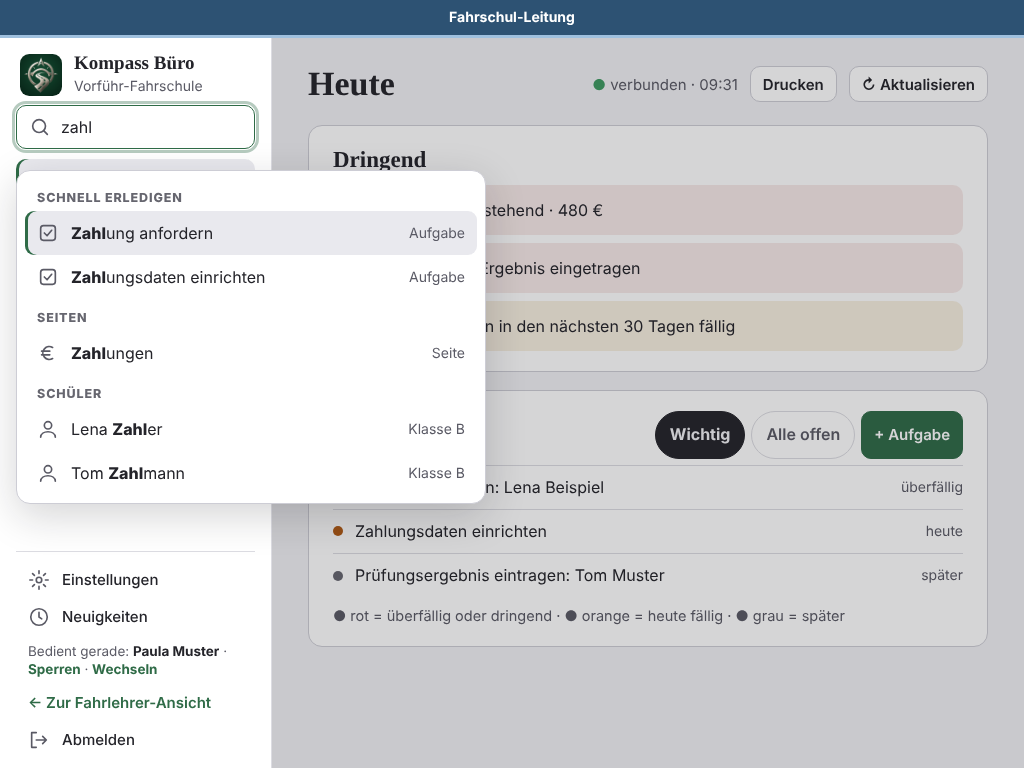 Fahrschul-Leitung
Kompass Büro
Vorführ-Fahrschule
zahl
SCHNELL ERLEDIGEN
Zahlung anfordern Aufgabe
Zahlungsdaten einrichten Aufgabe
SEITEN
€ Zahlungen Seite
SCHÜLER
Lena Zahler Klasse B
Tom Zahlmann Klasse B
Einstellungen
Neuigkeiten
Bedient gerade: Paula Muster ·
Sperren · Wechseln
← Zur Fahrlehrer-Ansicht
Abmelden
Heute
verbunden · 09:31 Drucken ↻ Aktualisieren
Dringend
stehend · 480 €
Ergebnis eingetragen
n in den nächsten 30 Tagen fällig
Wichtig Alle offen + Aufgabe
n: Lena Beispiel überfällig
Zahlungsdaten einrichten heute
Prüfungsergebnis eintragen: Tom Muster später
● rot = überfällig oder dringend · ● orange = heute fällig · ● grau = später